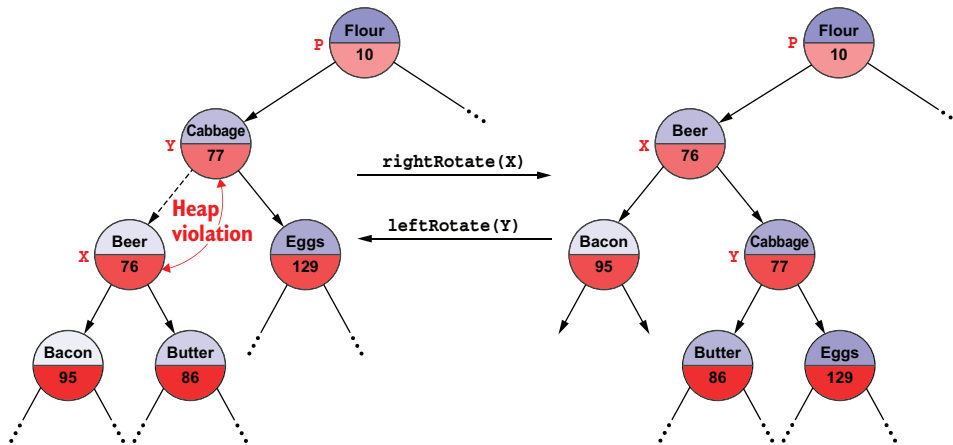 Flour
P
10
Cabbage
Y
77
Heap
violation
Beer
X
76
Eggs
129
Bacon
95
Butter
86
rightRotate(X)
leftRotate(Y)
Flour
P
10
Beer
X
76
Bacon
95
Cabbage
Y
77
Butter
86
Eggs
129